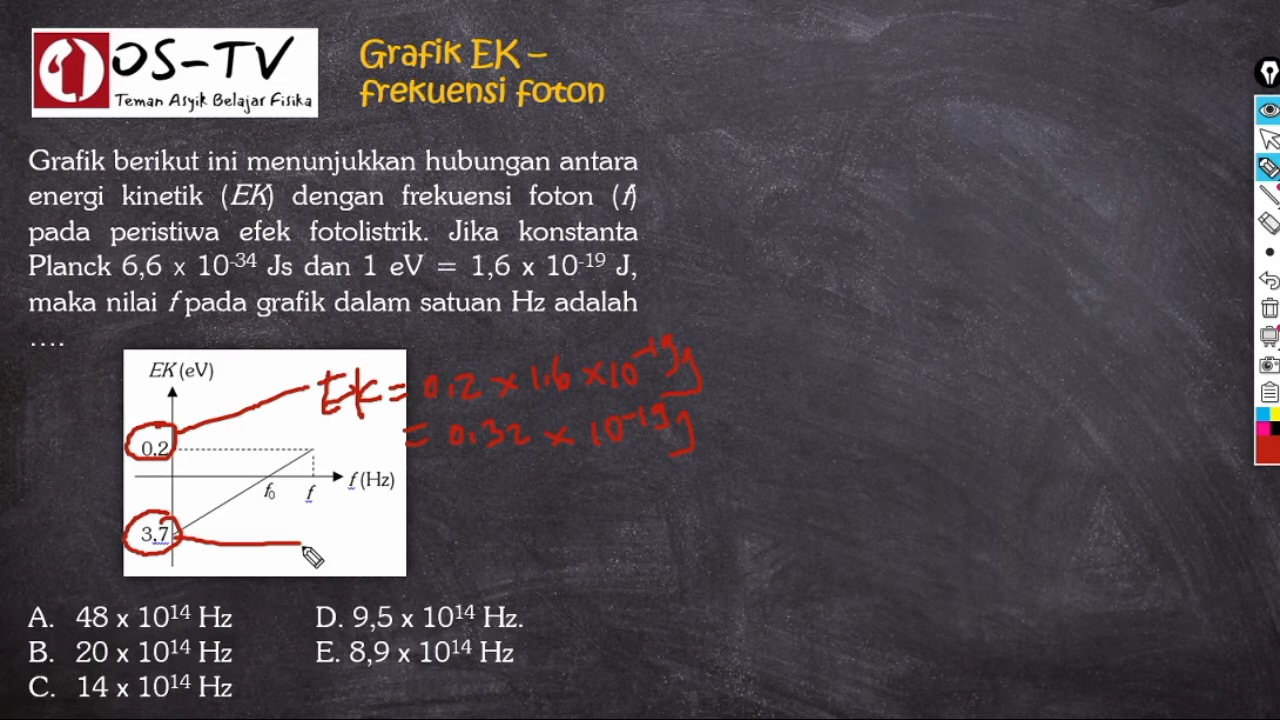 OS-TV
Teman Asyik Belajar Fisika
Grafik EK –
frekuensi foton
Grafik berikut ini menunjukkan hubungan antara
energi kinetik (EK) dengan frekuensi foton (f)
pada peristiwa efek fotolistrik. Jika konstanta
Planck 6,6 x 10⁻³⁴ Js dan 1 eV = 1,6 x 10⁻¹⁹ J,
maka nilai f pada grafik dalam satuan Hz adalah
....
EK (eV)
EK = 0.2 x 1.6 x 10⁻¹⁹ J
= 0.32 x 10⁻¹⁹ J
0,2
f (Hz)
f₀
f
3,7
A. 48 x 10¹⁴ Hz
B. 20 x 10¹⁴ Hz
C. 14 x 10¹⁴ Hz
D. 9,5 x 10¹⁴ Hz.
E. 8,9 x 10¹⁴ Hz